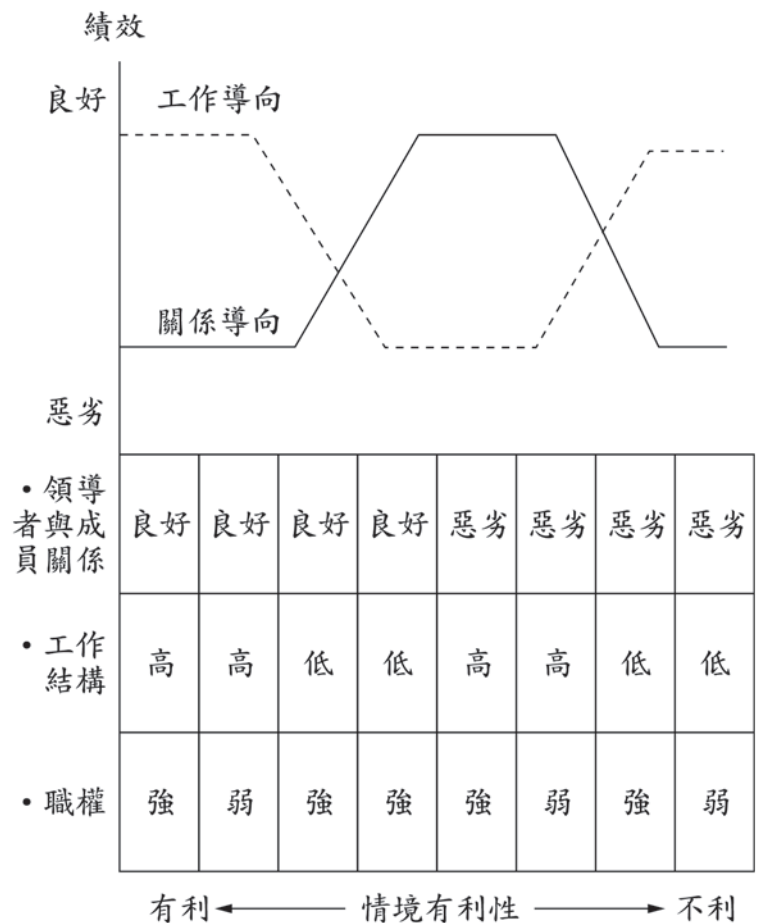 績效
良好
工作導向
關係導向
惡劣
•領導
者與成
員關係
良好 良好 良好 良好 惡劣 惡劣 惡劣 惡劣
•工作
結構
高 高 低 低 高 高 低 低
•職權
強 弱 強 強 強 弱 強 弱
有利 情境有利性 不利